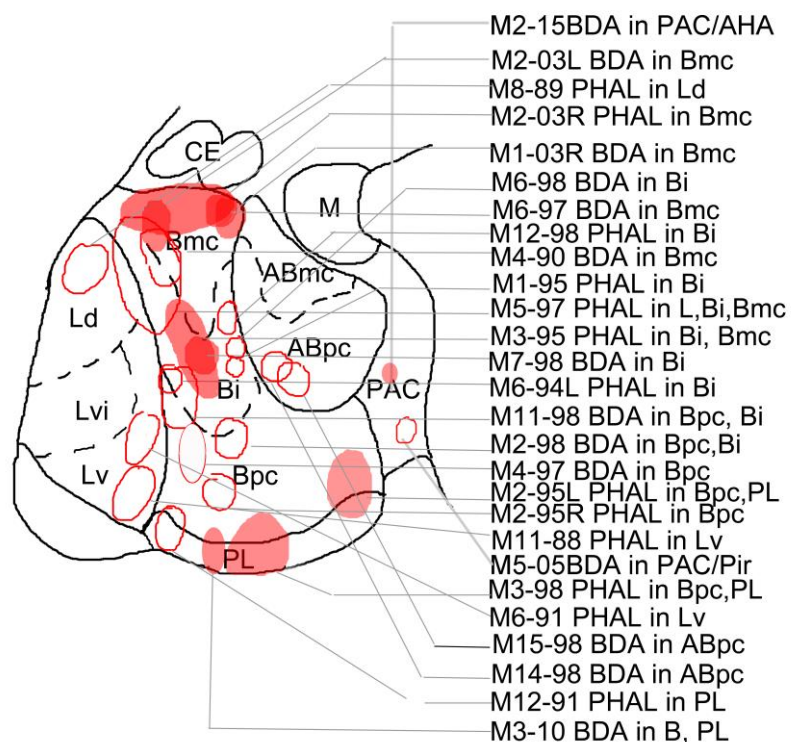 M2-15BDA in PAC/AHA
M2-03L BDA in Bmc
M8-89 PHAL in Ld
M2-03R PHAL in Bmc
M1-03R BDA in Bmc
M6-98 BDA in Bi
M6-97 BDA in Bmc
M12-98 PHAL in Bi
M4-90 BDA in Bmc
M1-95 PHAL in Bi
M5-97 PHAL in L,Bi,Bmc
M3-95 PHAL in Bi, Bmc
M7-98 BDA in Bi
M6-94L PHAL in Bi
M11-98 BDA in Bpc, Bi
M2-98 BDA in Bpc,Bi
M4-97 BDA in Bpc
M2-95L PHAL in Bpc,PL
M2-95R PHAL in Bpc
M11-88 PHAL in Lv
M5-05BDA in PAC/Pir
M3-98 PHAL in Bpc,PL
M6-91 PHAL in Lv
M15-98 BDA in ABpc
M14-98 BDA in ABpc
M12-91 PHAL in PL
M3-10 BDA in B, PL
CE
M
Bmc
ABmc
Ld
ABpc
Bi
PAC
Lvi
Lv
Bpc
PL